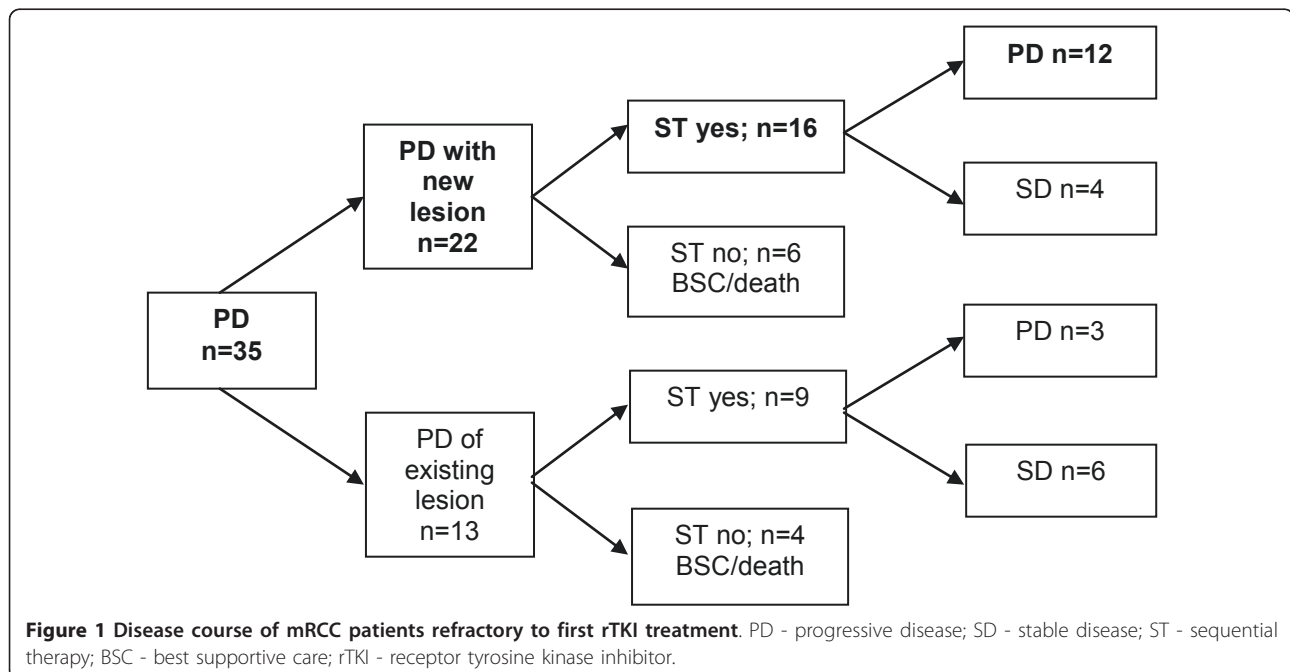 PD
n=35
PD with
new
lesion
n=22
PD of
existing
lesion
n=13
ST yes; n=16
ST no; n=6
BSC/death
ST yes; n=9
ST no; n=4
BSC/death
PD n=12
SD n=4
PD n=3
SD n=6
Figure 1 Disease course of mRCC patients refractory to first rTKI treatment. PD - progressive disease; SD - stable disease; ST - sequential
therapy; BSC - best supportive care; rTKI - receptor tyrosine kinase inhibitor.